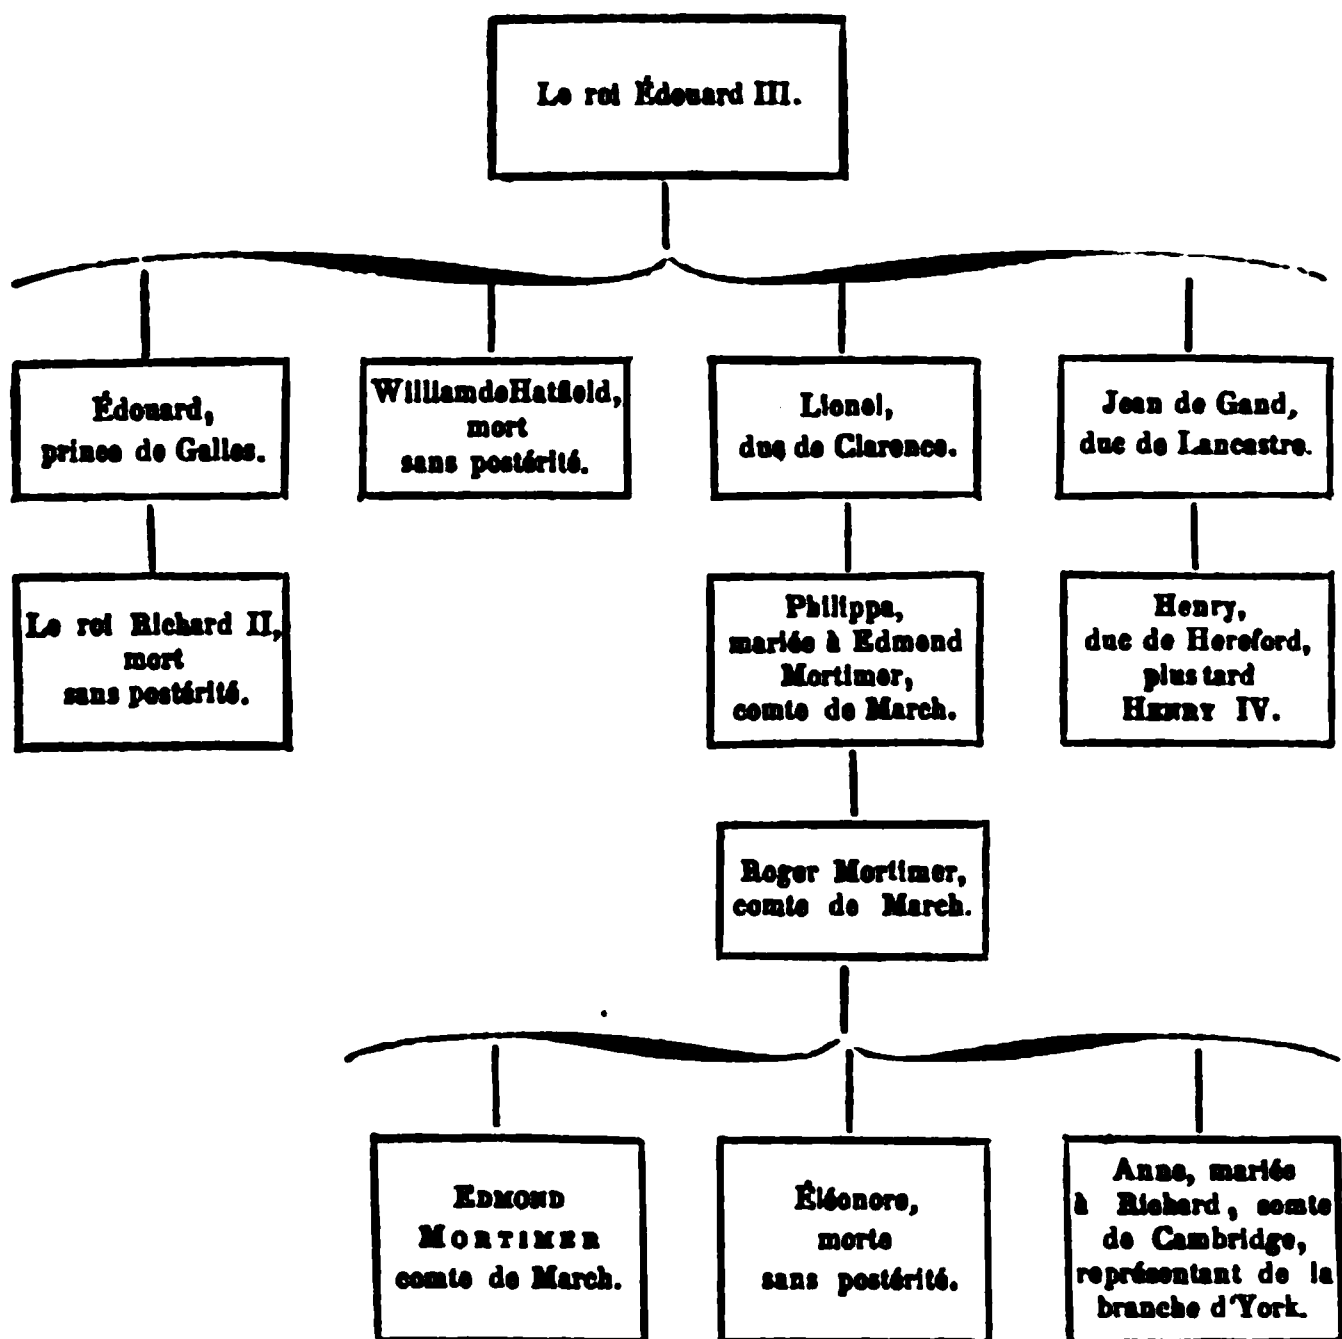 Le roi Édouard III.
Édouard,
prince de Galles.
William de Hatfield,
mort
sans postérité.
Lionel,
duc de Clarence.
Jean de Gand,
duc de Lancastre.
Le roi Richard II,
mort
sans postérité.
Philippa,
mariée à Edmond
Mortimer,
comte de March.
Henry,
duc de Hereford,
plus tard
HENRY IV.
Roger Mortimer,
comte de March.
EDMOND
MORTIMER
comte de March.
Éléonore,
morte
sans postérité.
Anne, mariée
à Richard, comte
de Cambridge,
représentant de la
branche d'York.